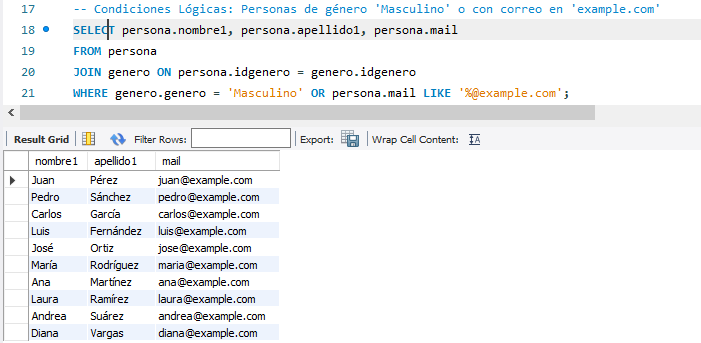 17 -- Condiciones Lógicas: Personas de género 'Masculino' o con correo en 'example.com'
18 SELECT persona.nombre1, persona.apellido1, persona.mail
19 FROM persona
20 JOIN genero ON persona.idgenero = genero.idgenero
21 WHERE genero.genero = 'Masculino' OR persona.mail LIKE '%@example.com';
Result Grid Filter Rows: Export: Wrap Cell Content: IA
nombre1 apellido1 mail
Juan Pérez juan@example.com
Pedro Sánchez pedro@example.com
Carlos García carlos@example.com
Luis Fernández luis@example.com
José Ortiz jose@example.com
María Rodríguez maria@example.com
Ana Martínez ana@example.com
Laura Ramírez laura@example.com
Andrea Suárez andrea@example.com
Diana Vargas diana@example.com